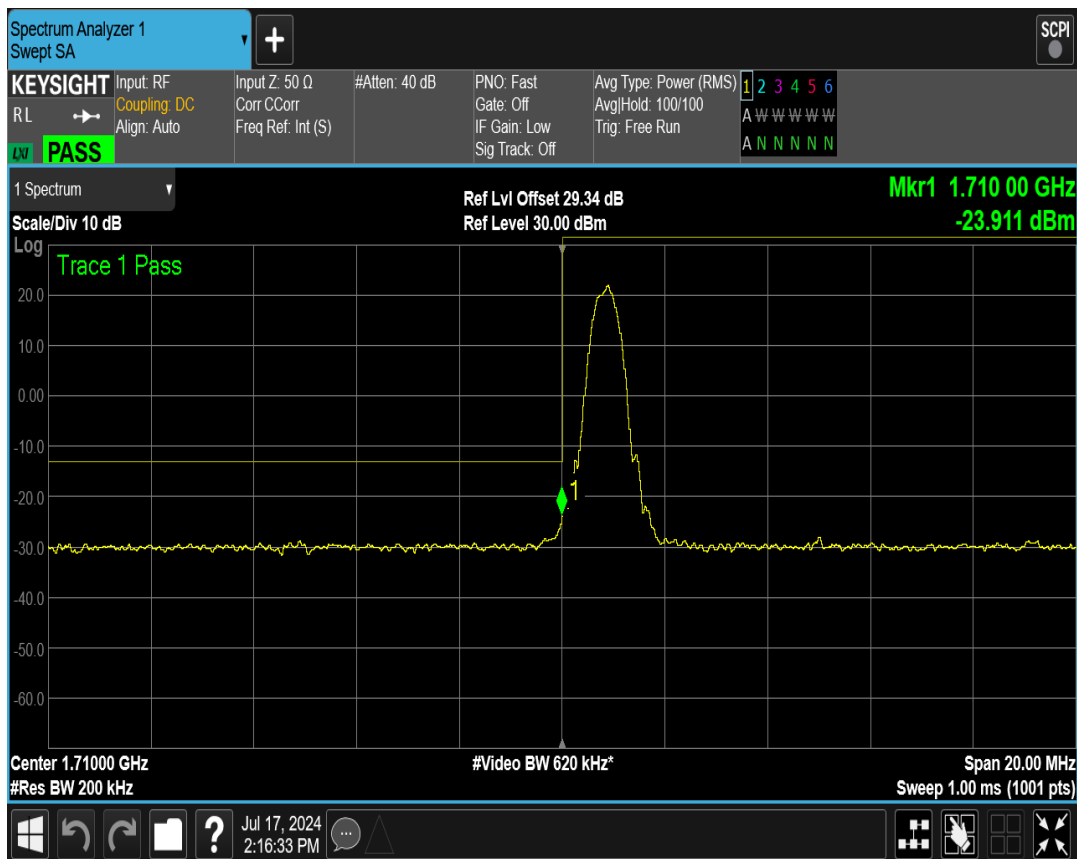 Spectrum Analyzer 1
Swept SA
+
SCPI
KEYSIGHT
RL
LXI PASS
Input: RF
Coupling: DC
Align: Auto
Input Z: 50 Ω
Corr CCorr
Freq Ref: Int (S)
#Atten: 40 dB
PNO: Fast
Gate: Off
IF Gain: Low
Sig Track: Off
Avg Type: Power (RMS)
Avg|Hold: 100/100
Trig: Free Run
1 2 3 4 5 6
A W W W W W
A N N N N N
1 Spectrum
Scale/Div 10 dB
Ref Lvl Offset 29.34 dB
Ref Level 30.00 dBm
Mkr1 1.710 00 GHz
-23.911 dBm
Log
Trace 1 Pass
20.0
10.0
0.00
-10.0
1
-20.0
-30.0
-40.0
-50.0
-60.0
Center 1.71000 GHz
#Video BW 620 kHz*
Span 20.00 MHz
#Res BW 200 kHz
Sweep 1.00 ms (1001 pts)
?
Jul 17, 2024
2:16:33 PM